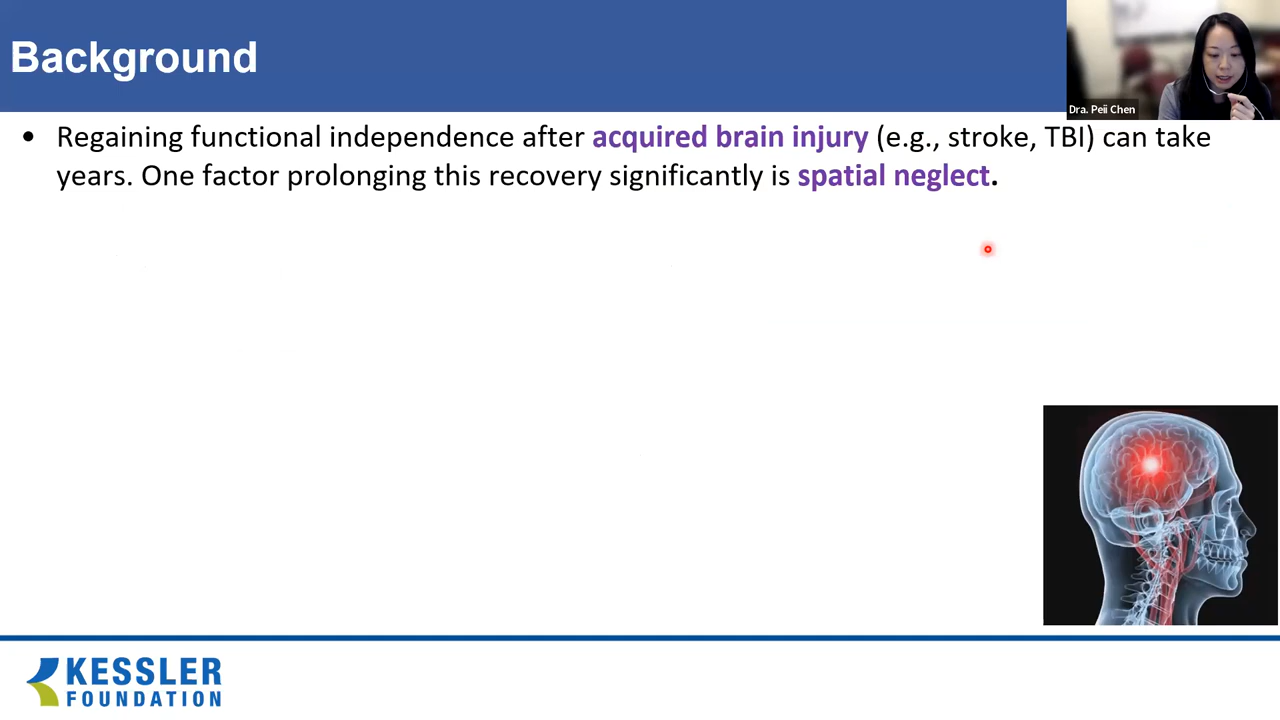 Background
Dra. Peii Chen
• Regaining functional independence after acquired brain injury (e.g., stroke, TBI) can take
years. One factor prolonging this recovery significantly is spatial neglect.
KESSLER
FOUNDATION